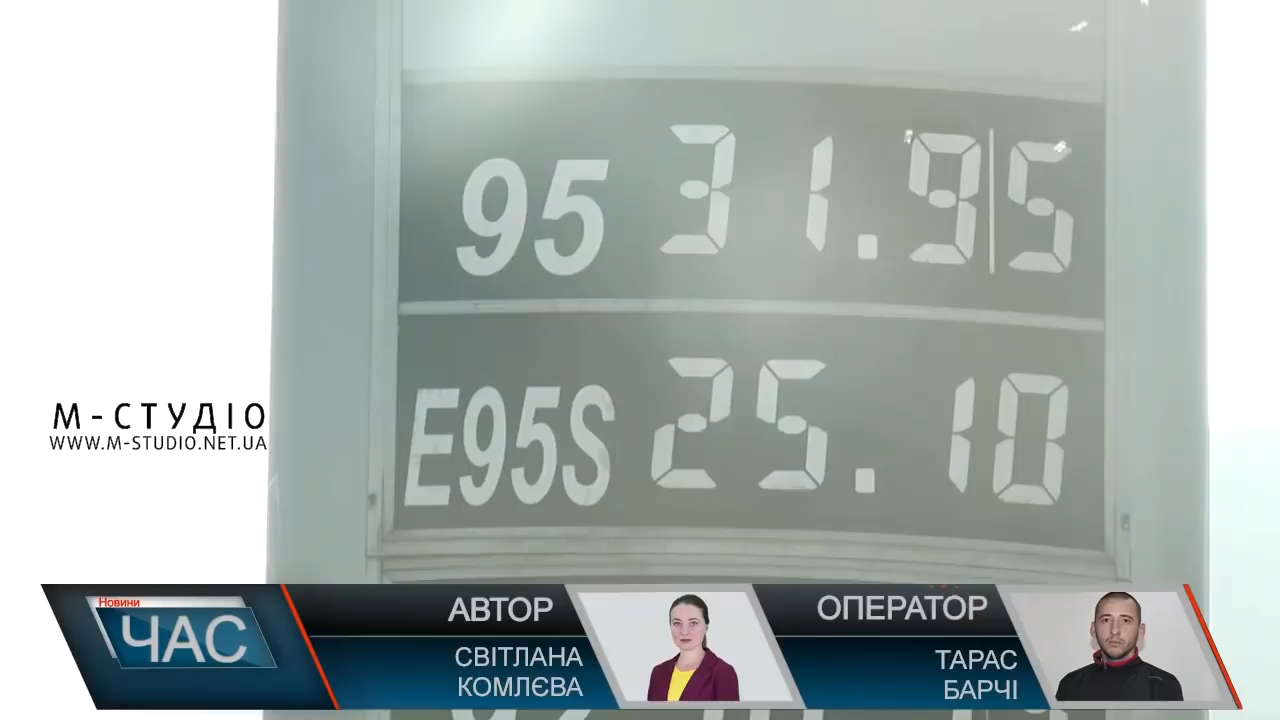 95 31.95
E95S 25.10
М-СТУДІО
WWW.M-STUDIO.NET.UA
Новини
ЧАС
АВТОР
СВІТЛАНА
КОМЛЄВА
ОПЕРАТОР
ТАРАС
БАРЧІ